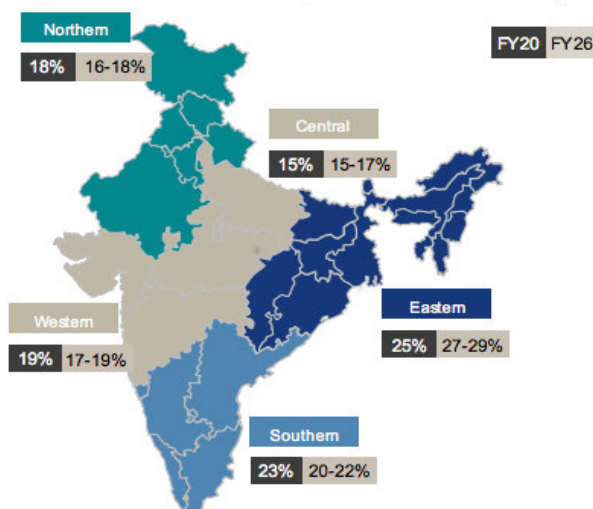 Northern
18% 16-18%
FY20 FY26
Central
15% 15-17%
Western
19% 17-19%
Eastern
25% 27-29%
Southern
23% 20-22%